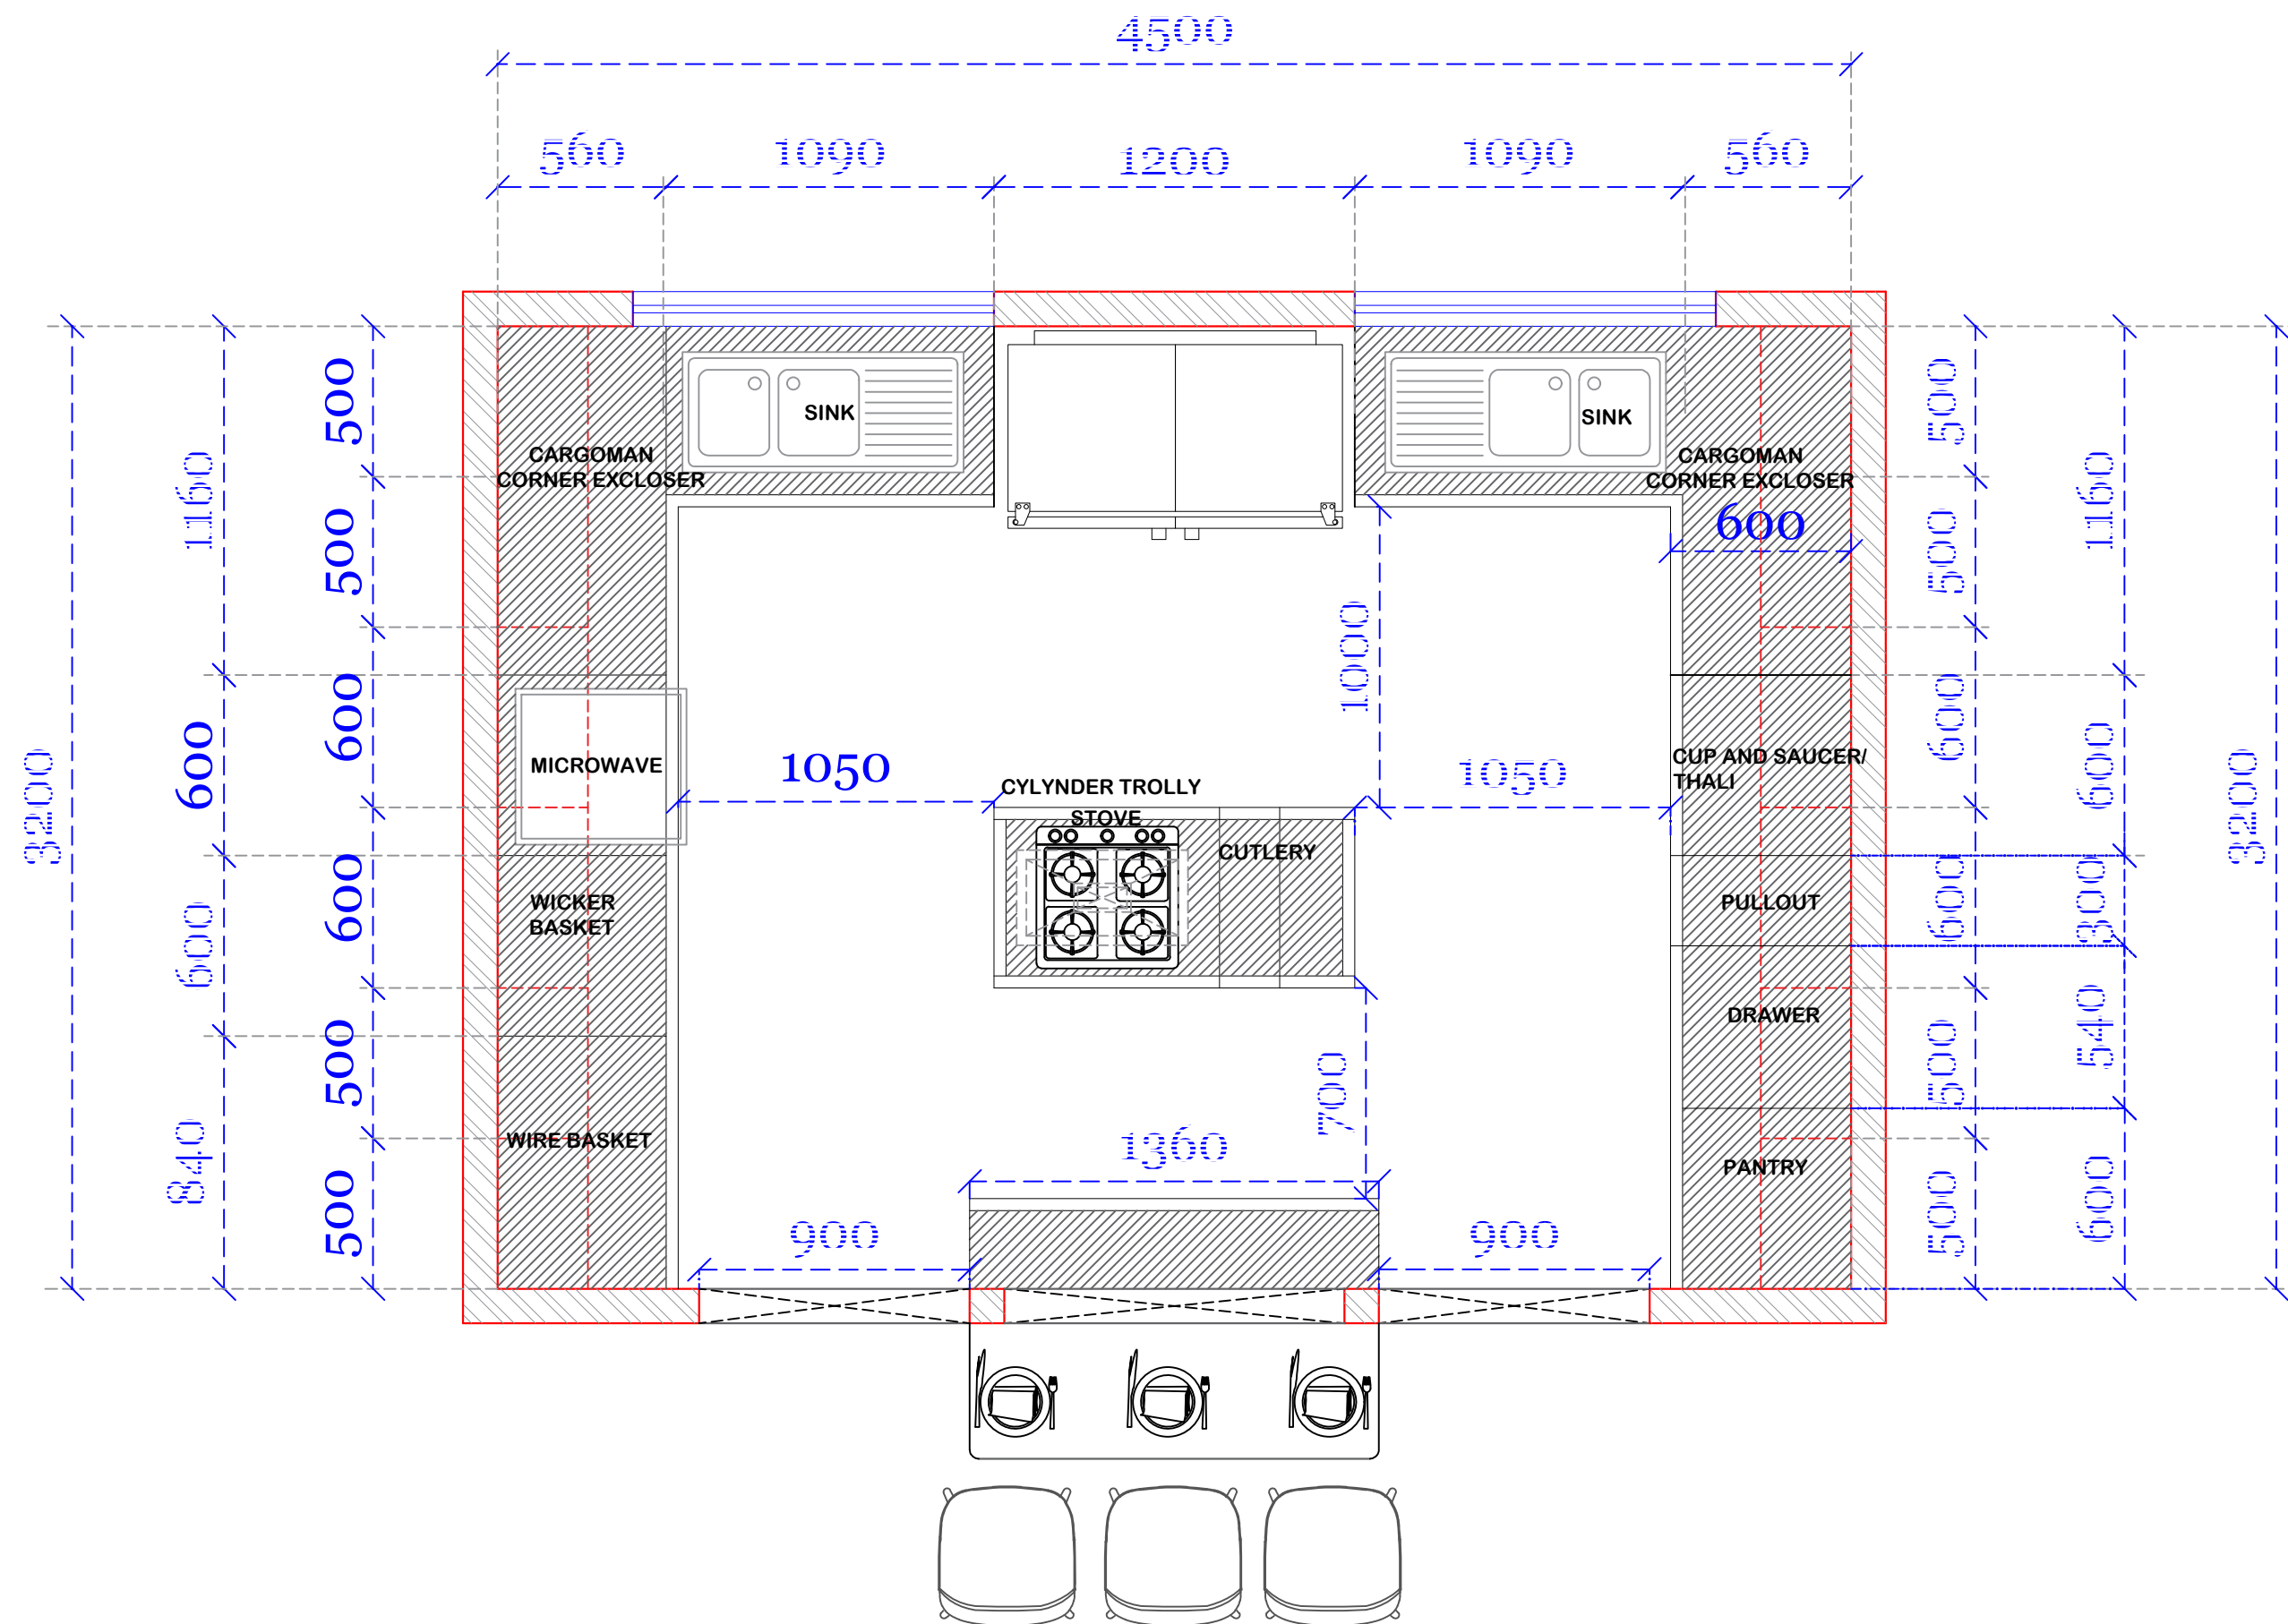 4500
560 1090 1200 1090 560
SINK
SINK
CARGOMAN
CORNER EXCLOSER
CARGOMAN
CORNER EXCLOSER
600
500
500
600
600
500
500
1160
600
600
840
3200
500
500
600
600
500
500
1160
600
300
540
600
3200
1000
MICROWAVE
1050
CYLYNDER TROLLY
STOVE
CUTLERY
1050
CUP AND SAUCER/
THALI
WICKER
BASKET
PULLOUT
DRAWER
WIRE BASKET
PANTRY
700
1360
900
900